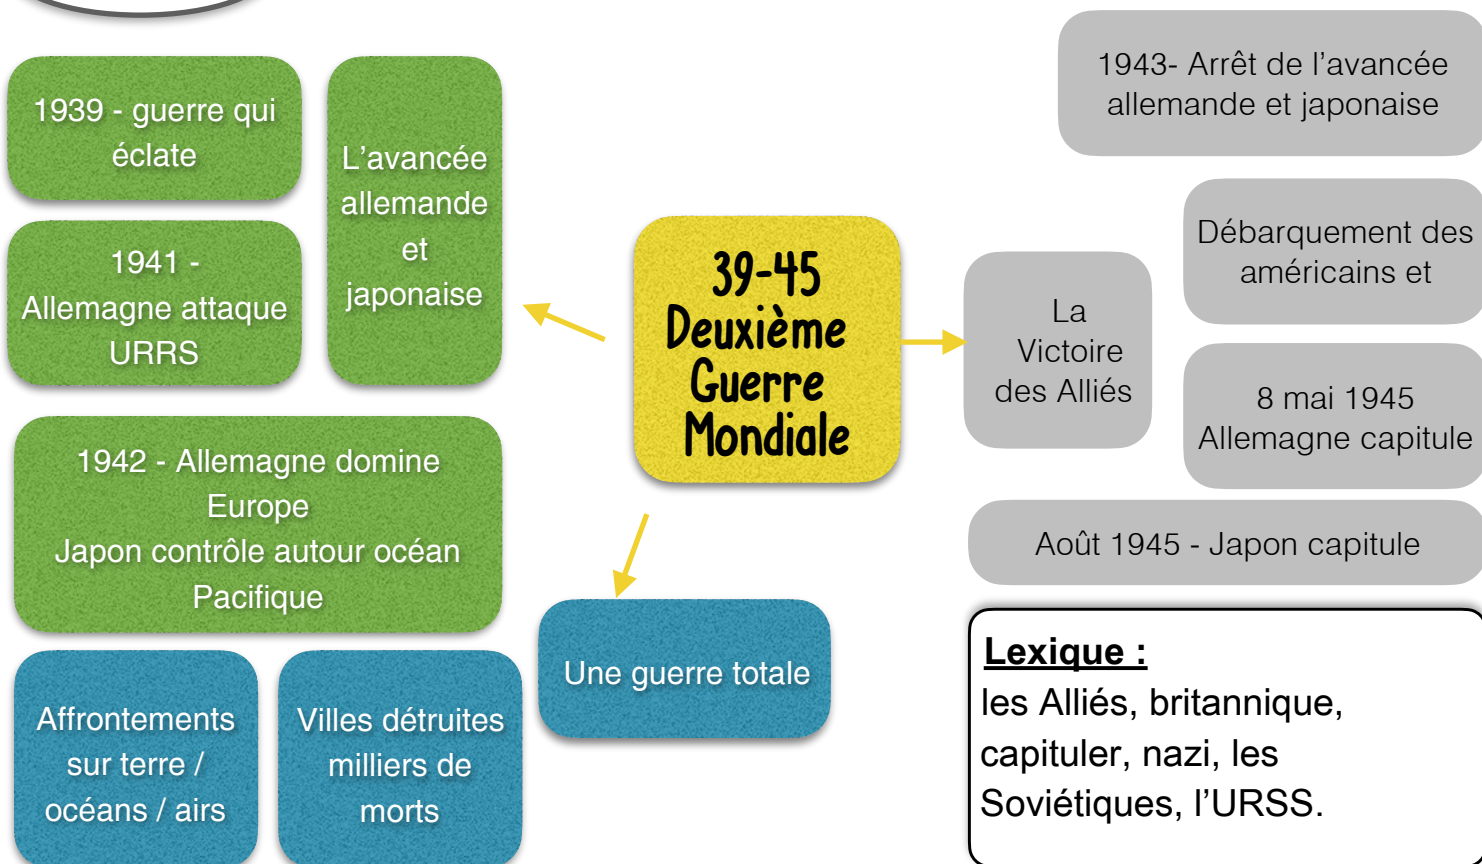 1939 - guerre qui
éclate
L’avancée
allemande
et
japonaise
1941 -
Allemagne attaque
URRS
1942 - Allemagne domine
Europe
Japon contrôle autour océan
Pacifique
39-45
Deuxième
Guerre
Mondiale
1943- Arrêt de l’avancée
allemande et japonaise
La
Victoire
des Alliés
Débarquement des
américains et
8 mai 1945
Allemagne capitule
Août 1945 - Japon capitule
Une guerre totale
Affrontements
sur terre /
océans / airs
Villes détruites
milliers de
morts
Lexique :
les Alliés, britannique,
capituler, nazi, les
Soviétiques, l’URSS.